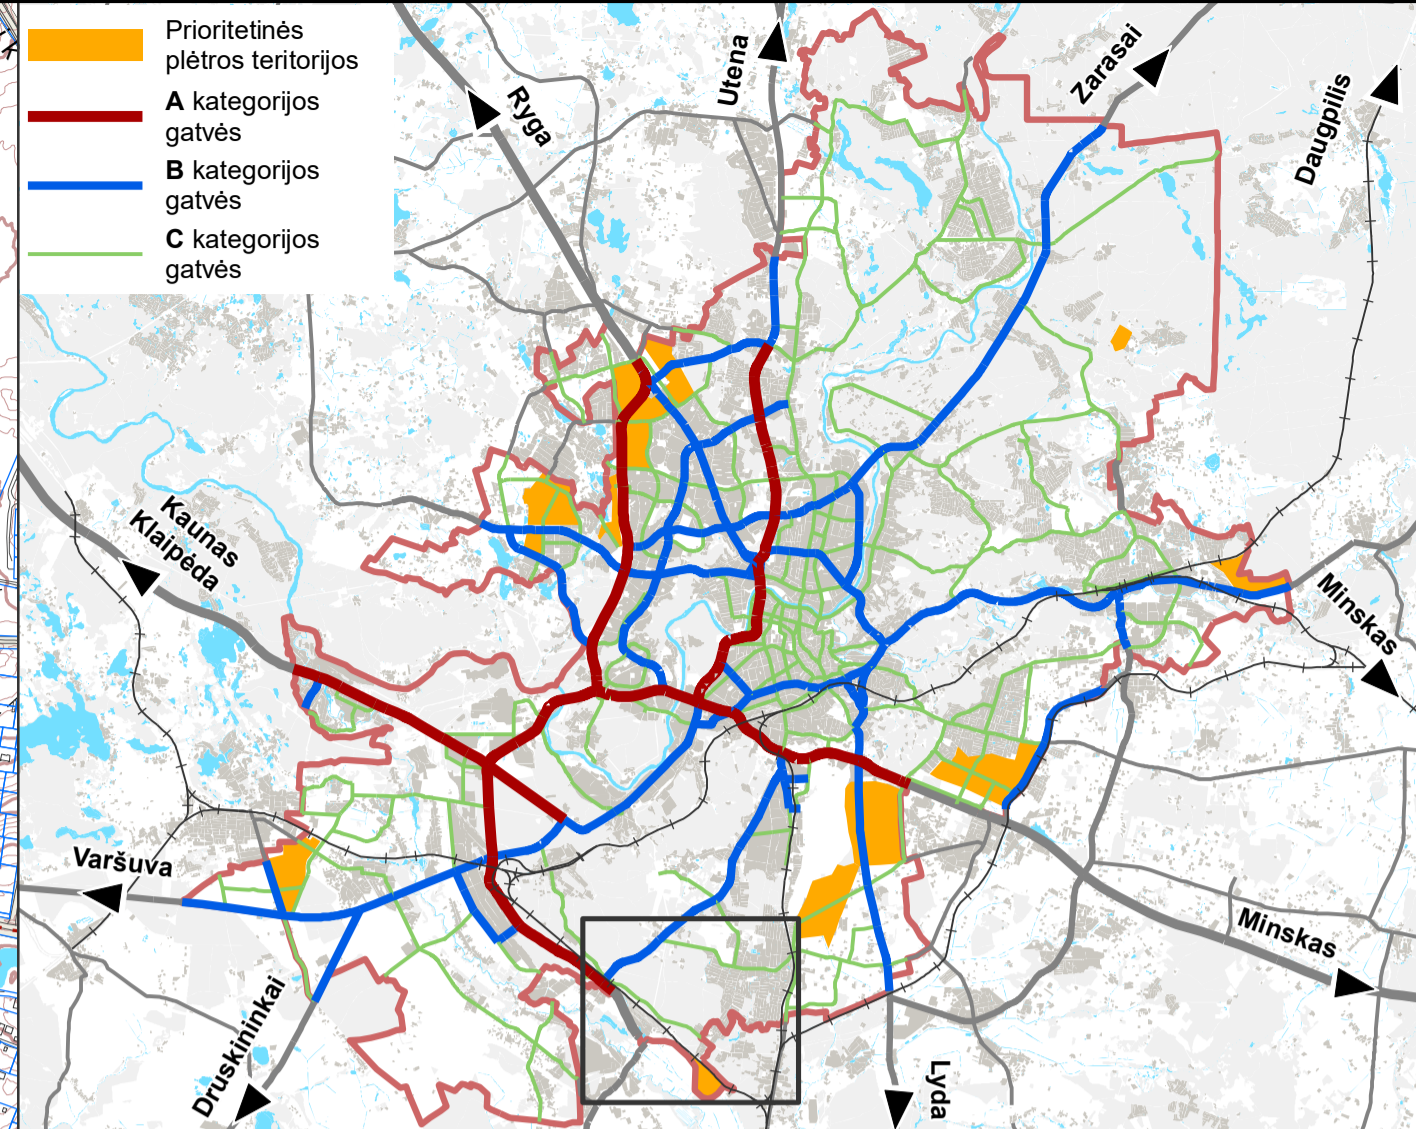 Prioritetinės
plėtros teritorijos
A kategorijos
gatvės
B kategorijos
gatvės
C kategorijos
gatvės
Ryga
Utena
Zarasai
Daugpilis
Kaunas
Klaipėda
Minskas
Varšuva
Minskas
Druskininkai
Lyda